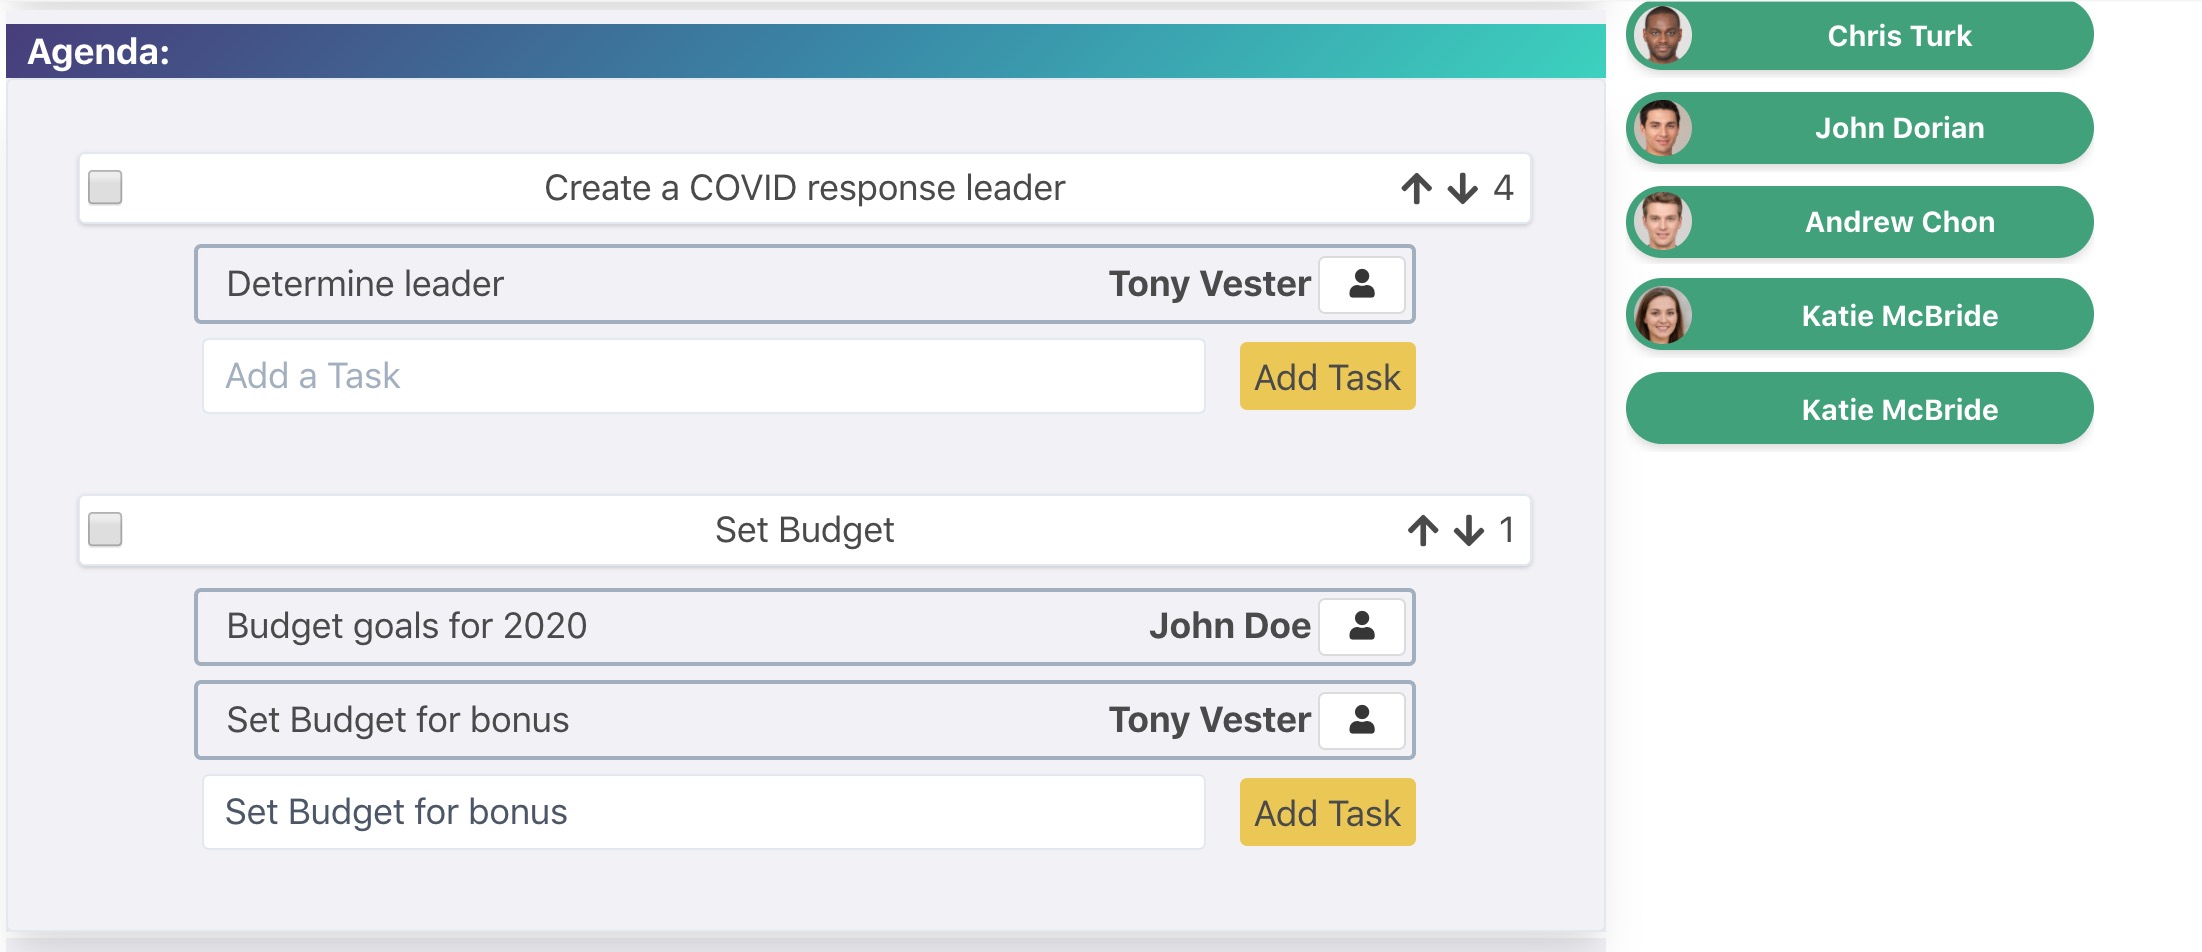 Agenda:
Create a COVID response leader 4
Determine leader Tony Vester
Add a Task Add Task
Set Budget 1
Budget goals for 2020 John Doe
Set Budget for bonus Tony Vester
Set Budget for bonus Add Task
Chris Turk
John Dorian
Andrew Chon
Katie McBride
Katie McBride